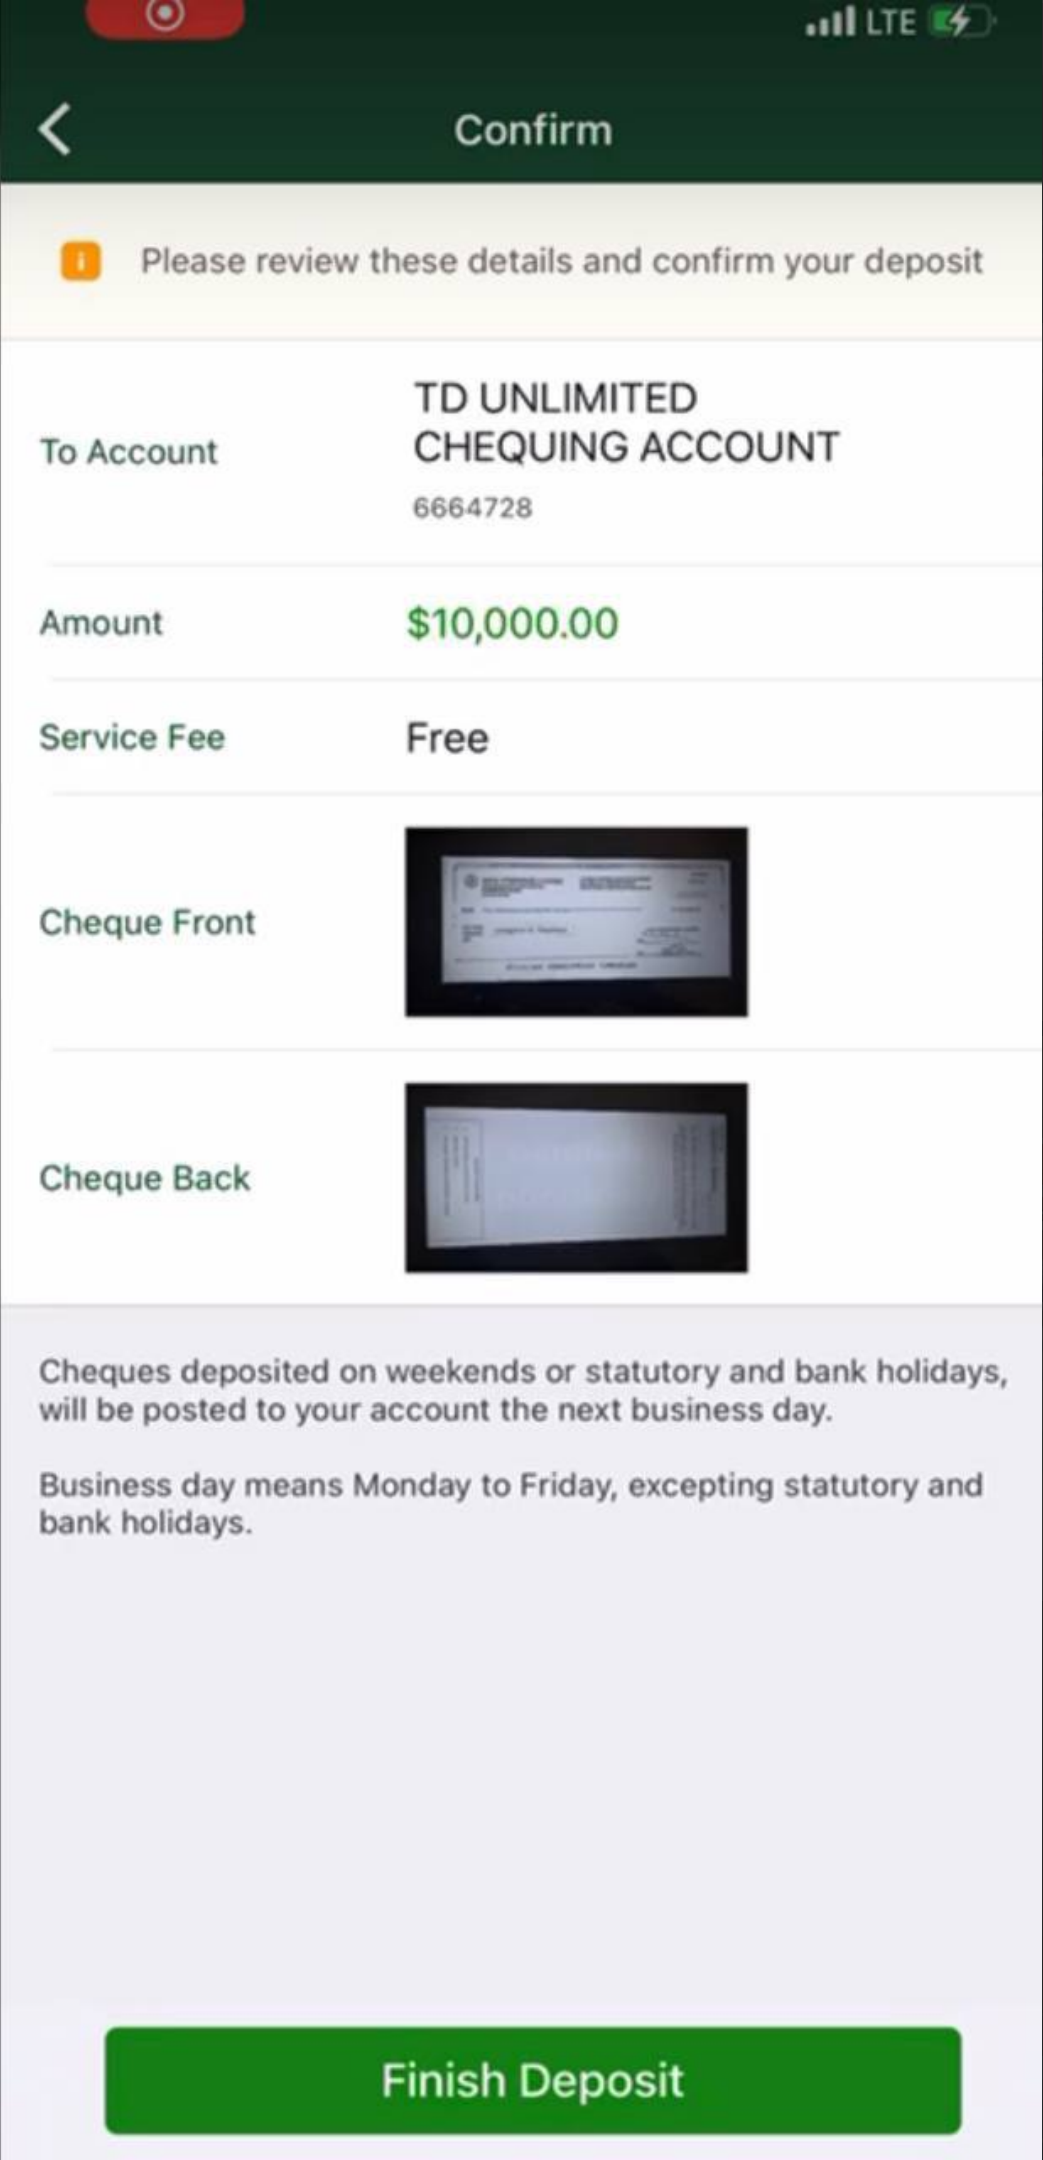 LTE
Confirm
Please review these details and confirm your deposit
To Account
TD UNLIMITED
CHEQUING ACCOUNT
6664728
Amount
$10,000.00
Service Fee
Free
Cheque Front
Cheque Back
Cheques deposited on weekends or statutory and bank holidays,
will be posted to your account the next business day.
Business day means Monday to Friday, excepting statutory and
bank holidays.
Finish Deposit